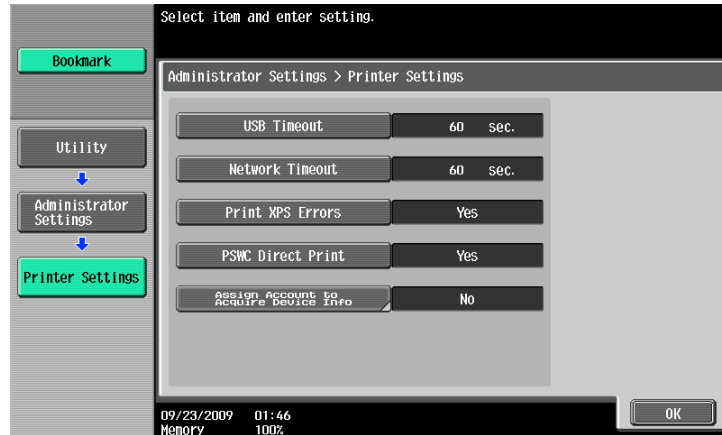 Select item and enter setting.
Bookmark
Administrator Settings > Printer Settings
USB Timeout 60 sec.
Utility
Network Timeout 60 sec.
Administrator
Settings
Print XPS Errors Yes
PSWC Direct Print Yes
Printer Settings
Assign Account to
Acquire Device Info No
09/23/2009 01:46
Memory 100%
OK